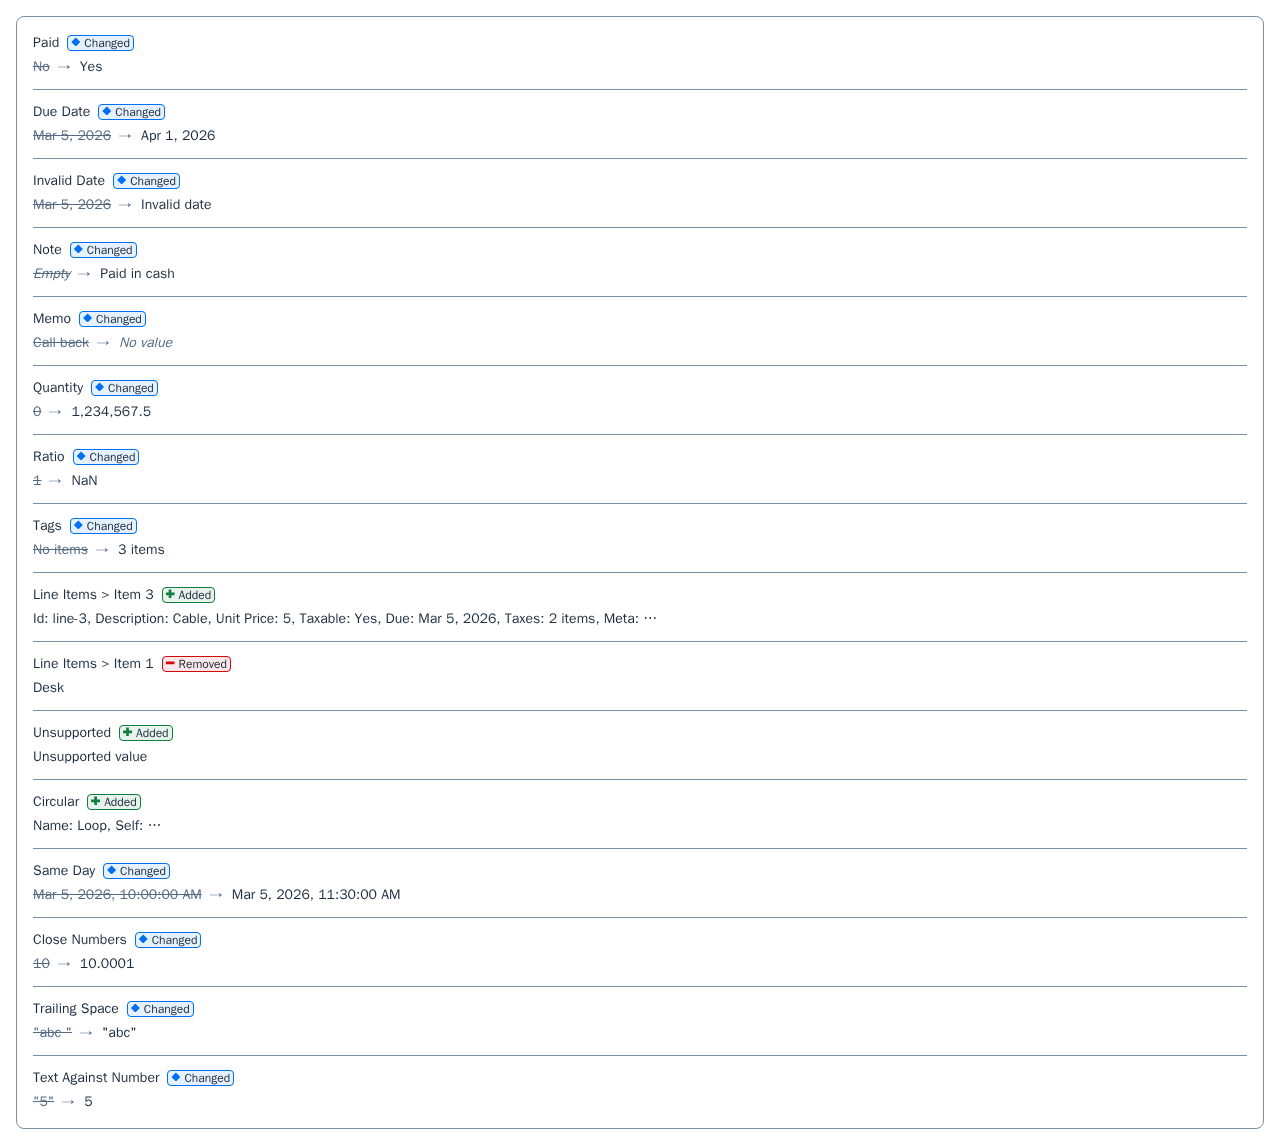 Paid Changed
No → Yes
Due Date Changed
Mar 5, 2026 → Apr 1, 2026
Invalid Date Changed
Mar 5, 2026 → Invalid date
Note Changed
Empty → Paid in cash
Memo Changed
Call back → No value
Quantity Changed
0 → 1,234,567.5
Ratio Changed
1 → NaN
Tags Changed
No items → 3 items
Line Items > Item 3 Added
Id: line-3, Description: Cable, Unit Price: 5, Taxable: Yes, Due: Mar 5, 2026, Taxes: 2 items, Meta: ⋯
Line Items > Item 1 Removed
Desk
Unsupported Added
Unsupported value
Circular Added
Name: Loop, Self: ⋯
Same Day Changed
Mar 5, 2026, 10:00:00 AM → Mar 5, 2026, 11:30:00 AM
Close Numbers Changed
10 → 10.0001
Trailing Space Changed
"abc " → "abc"
Text Against Number Changed
"5" → 5